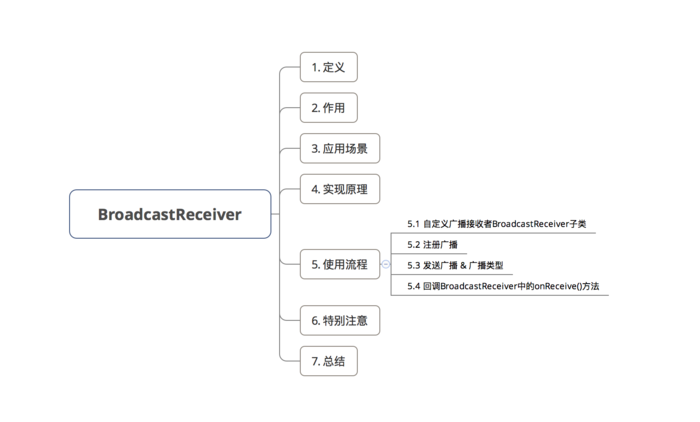 BroadcastReceiver
1. 定义
2. 作用
3. 应用场景
4. 实现原理
5. 使用流程
5.1 自定义广播接收者BroadcastReceiver子类
5.2 注册广播
5.3 发送广播 & 广播类型
5.4 回调BroadcastReceiver中的onReceive()方法
6. 特别注意
7. 总结